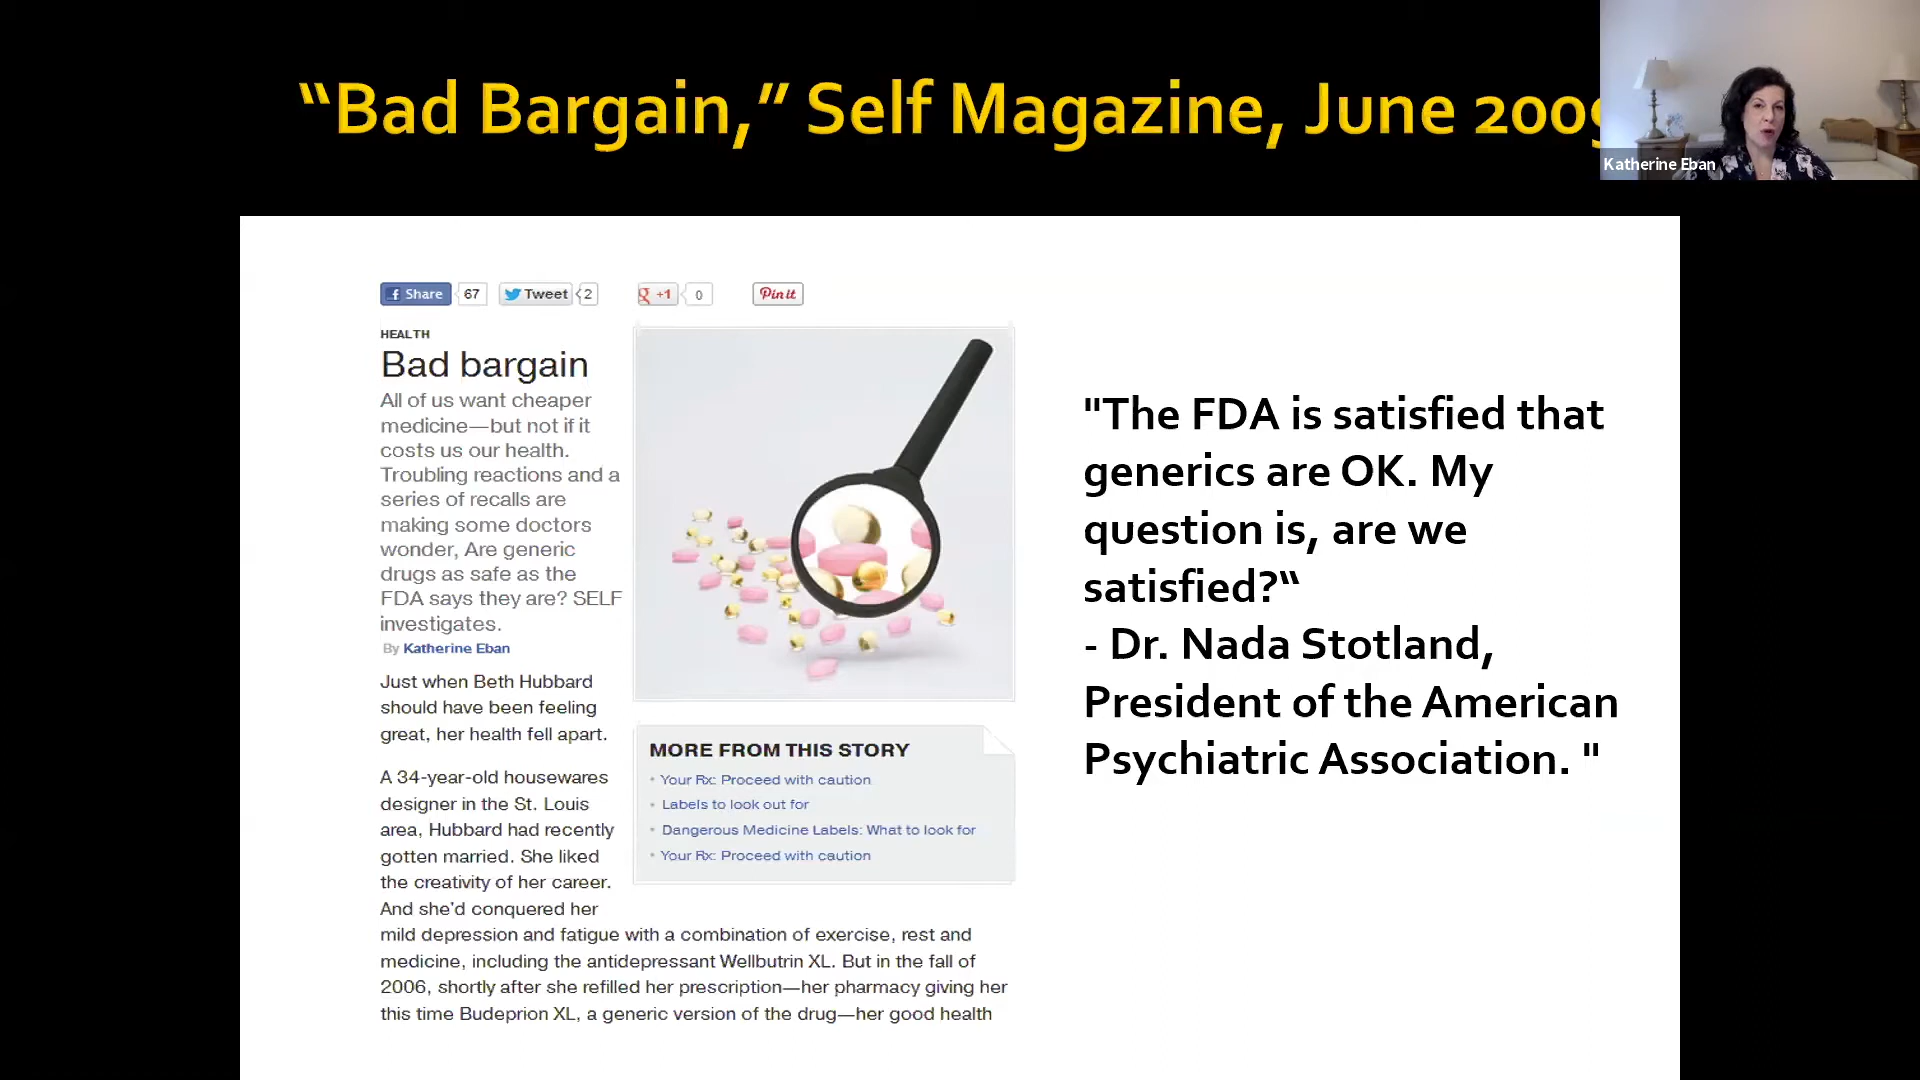 “Bad Bargain,” Self Magazine, June 2009
Katherine Eban
Share 67 Tweet 2 +1 0 Pin it
HEALTH
Bad bargain
All of us want cheaper
medicine—but not if it
costs us our health.
Troubling reactions and a
series of recalls are
making some doctors
wonder, Are generic
drugs as safe as the
FDA says they are? SELF
investigates.
By Katherine Eban
Just when Beth Hubbard
should have been feeling
great, her health fell apart.
A 34-year-old housewares
designer in the St. Louis
area, Hubbard had recently
gotten married. She liked
the creativity of her career.
And she’d conquered her
mild depression and fatigue with a combination of exercise, rest and
medicine, including the antidepressant Wellbutrin XL. But in the fall of
2006, shortly after she refilled her prescription—her pharmacy giving her
this time Budeprion XL, a generic version of the drug—her good health
MORE FROM THIS STORY
• Your Rx: Proceed with caution
• Labels to look out for
• Dangerous Medicine Labels: What to look for
• Your Rx: Proceed with caution
"The FDA is satisfied that
generics are OK. My
question is, are we
satisfied?“
- Dr. Nada Stotland,
President of the American
Psychiatric Association. "